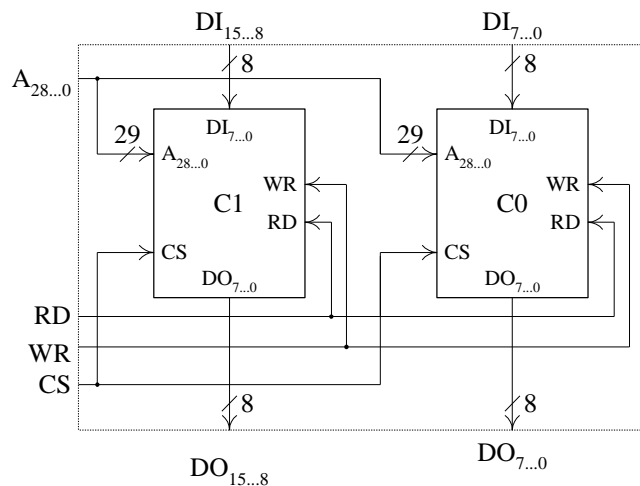 DI15...8 DI7...0
8 8
A28...0
29 DI7...0 29 DI7...0
A28...0 A28...0
WR WR
C1 C0
RD RD
CS CS
DO7...0 DO7...0
RD
WR
CS
8 8
DO15...8 DO7...0